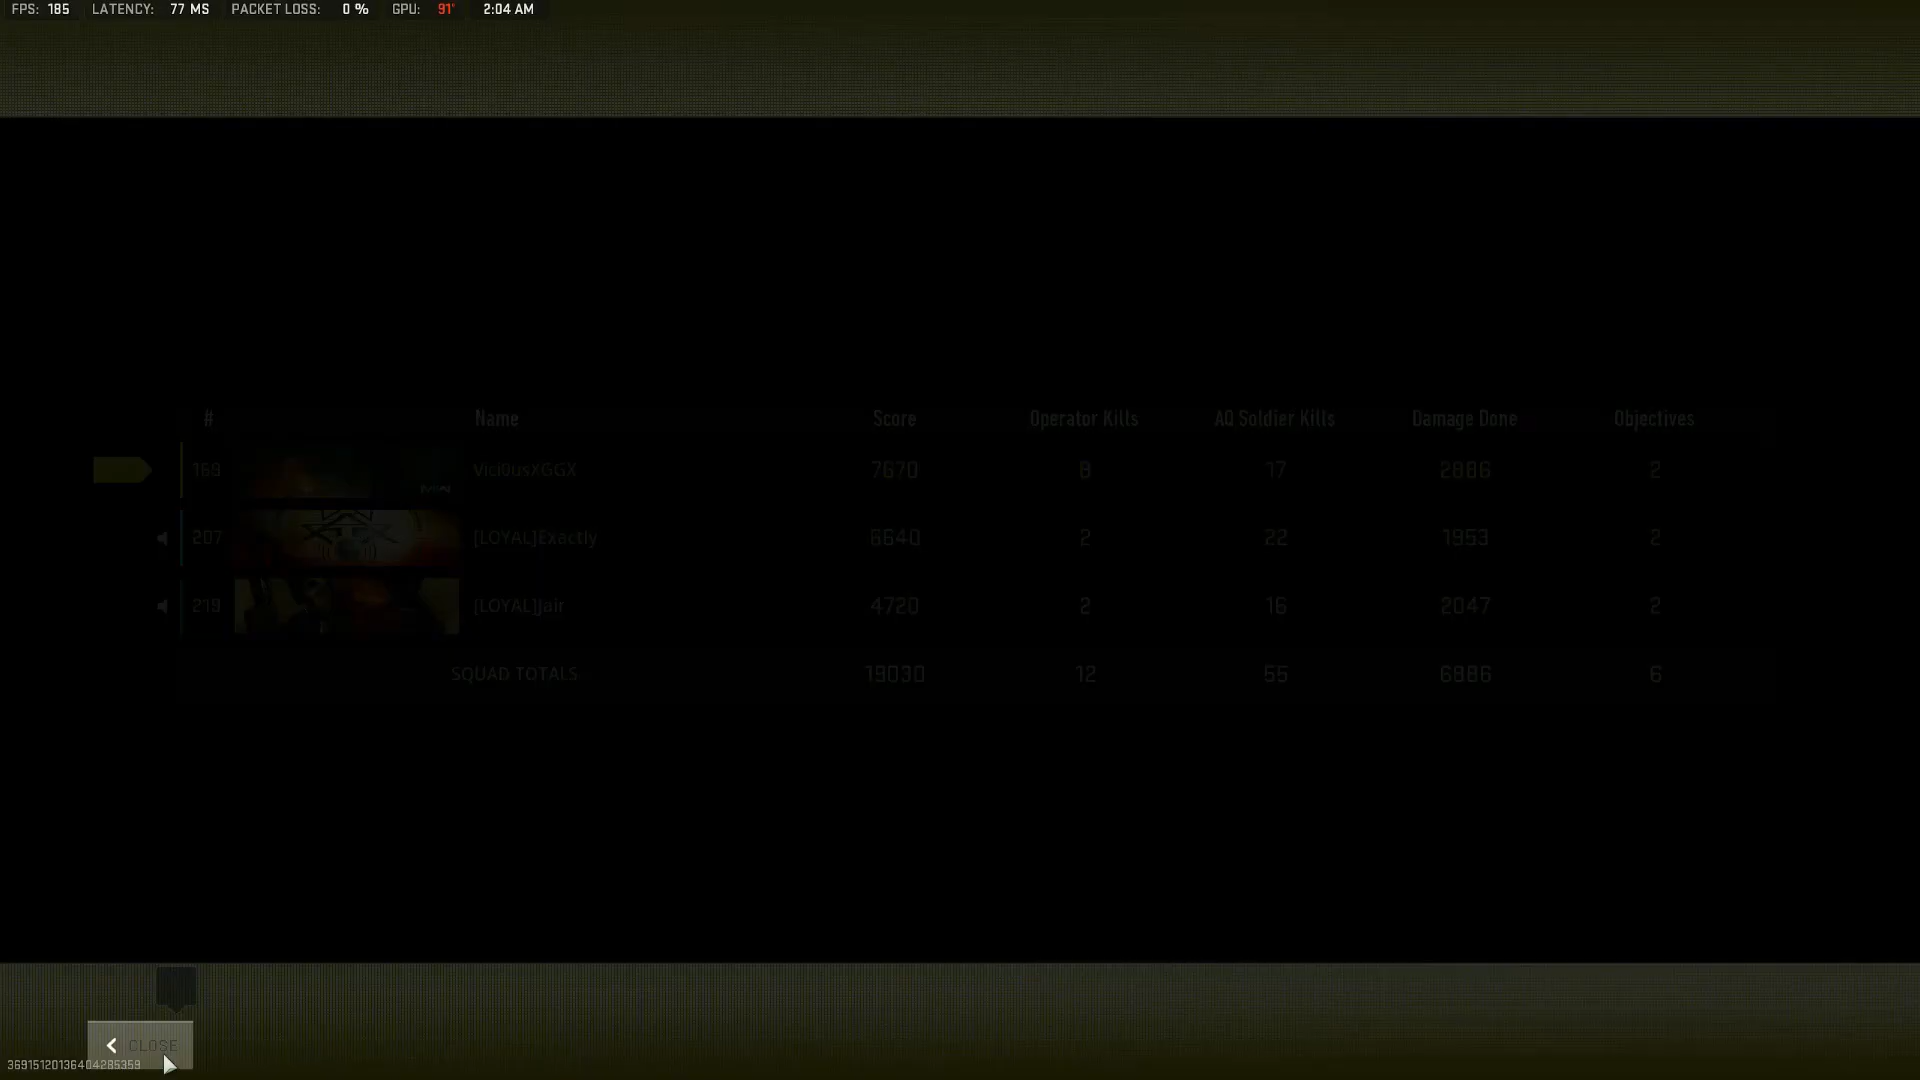 FPS: 185 LATENCY: 77 MS PACKET LOSS: 0 % GPU: 91° 2:04 AM
# Name Score Operator Kills AQ Soldier Kills Damage Done Objectives
169 Vici0usXGGX 7670 8 17 2886 2
207 [LOYAL]Exactly 6640 2 22 1953 2
219 [LOYAL]Jair 4720 2 16 2047 2
SQUAD TOTALS 19030 12 55 6886 6
CLOSE
36915120136404285359